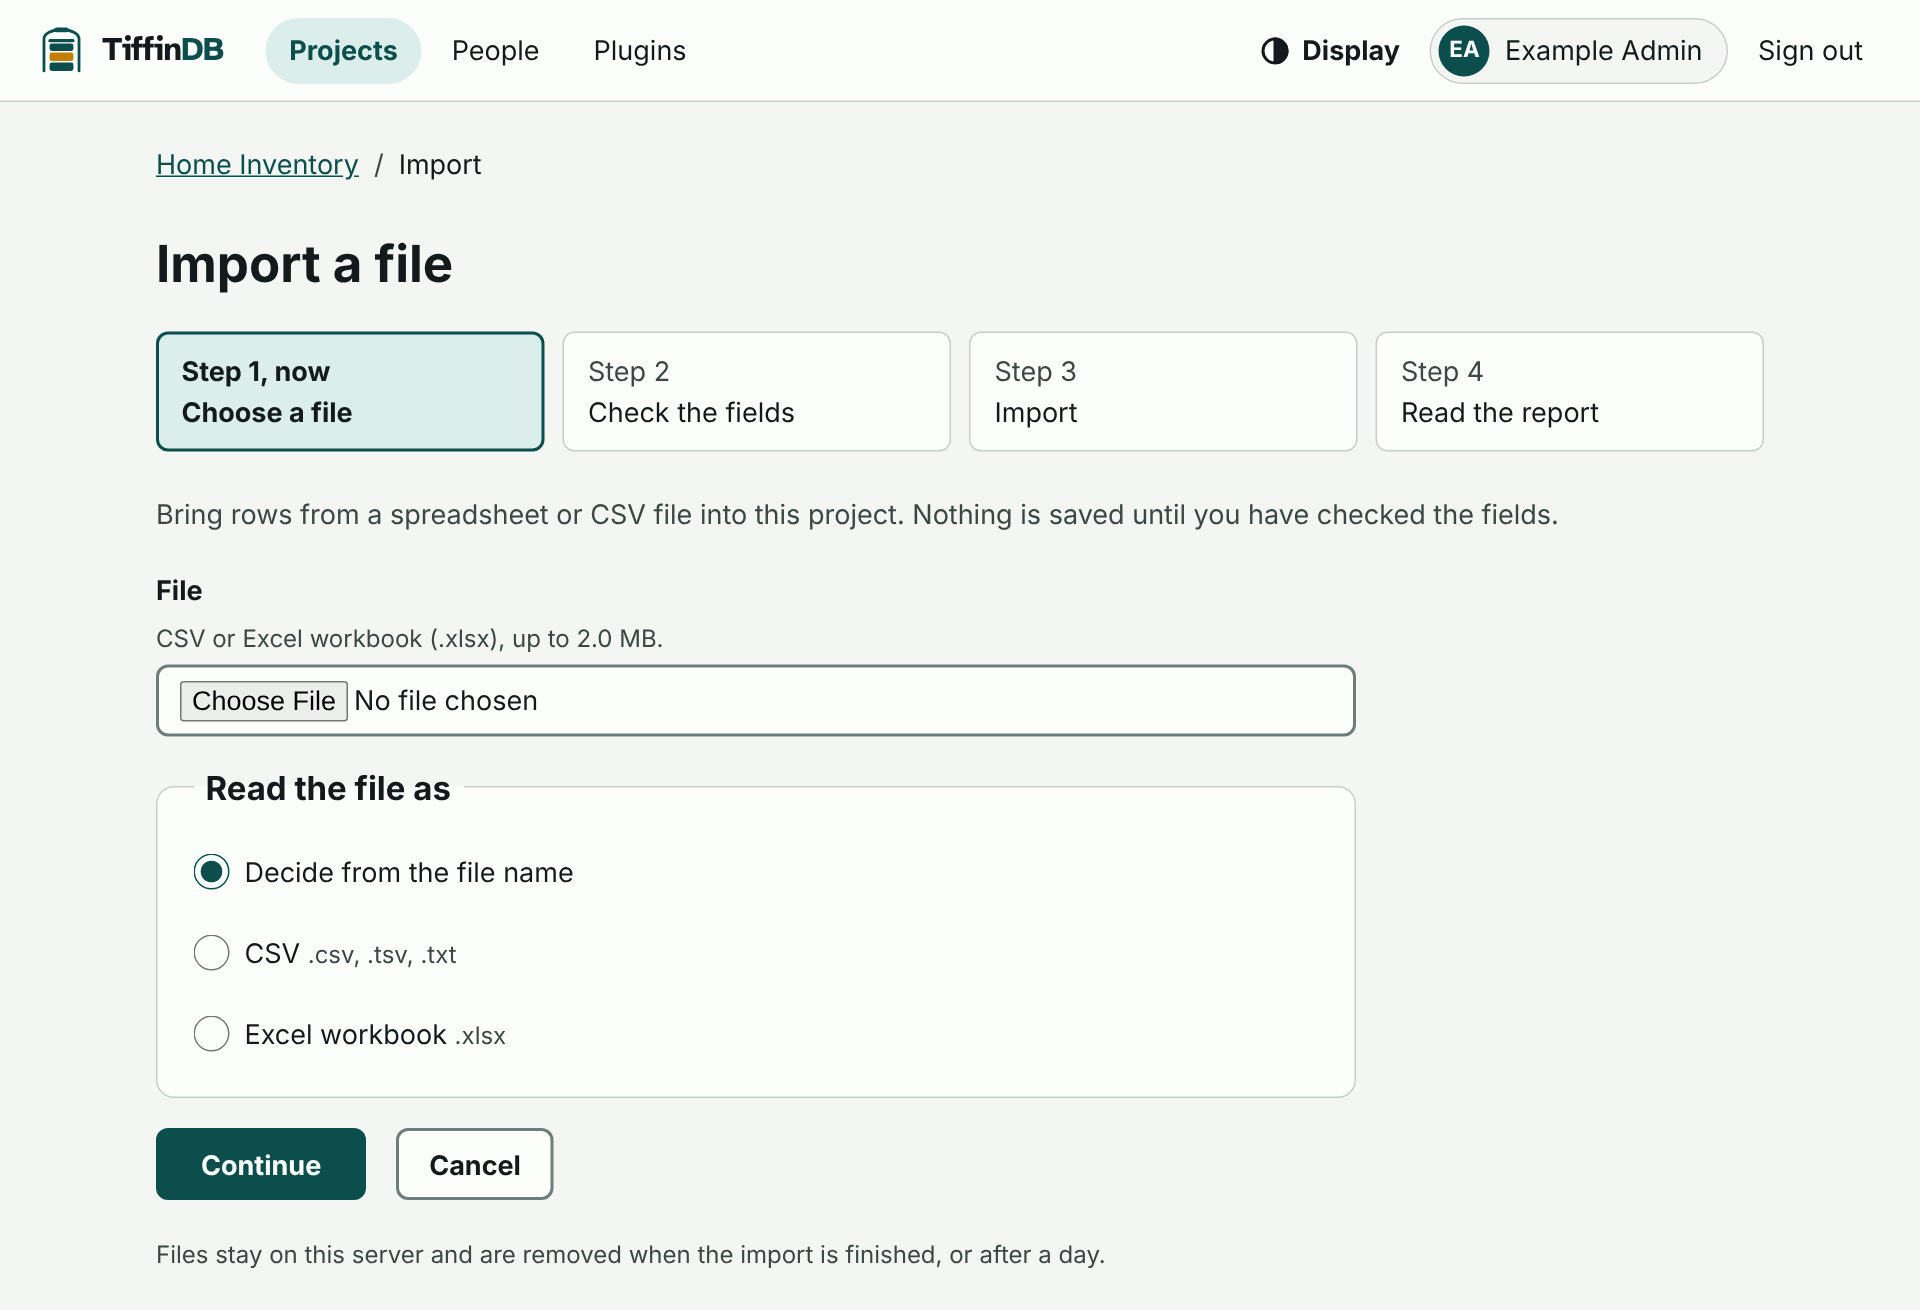 TiffinDB
Projects
People
Plugins
Display
EA
Example Admin
Sign out
Home Inventory / Import
Import a file
Step 1, now
Choose a file
Step 2
Check the fields
Step 3
Import
Step 4
Read the report
Bring rows from a spreadsheet or CSV file into this project. Nothing is saved until you have checked the fields.
File
CSV or Excel workbook (.xlsx), up to 2.0 MB.
Choose File No file chosen
Read the file as
Decide from the file name
CSV .csv, .tsv, .txt
Excel workbook .xlsx
Continue
Cancel
Files stay on this server and are removed when the import is finished, or after a day.